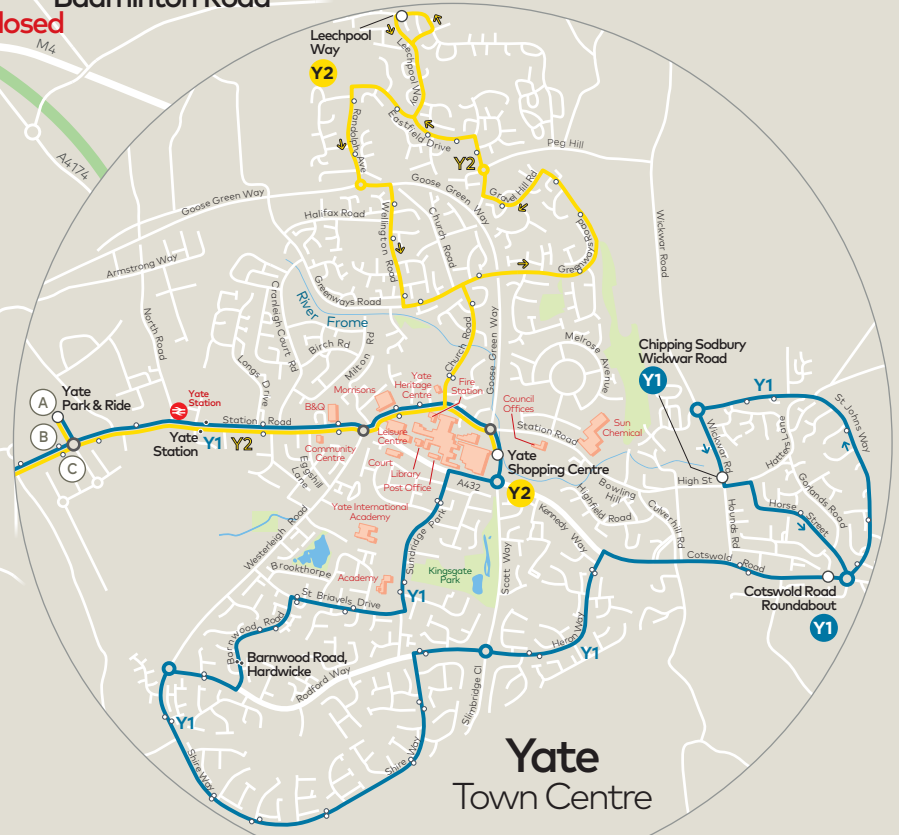 Badminton Road
losed
M4
A4174
Leechpool
Way
Y2
Leechpool Way
Eastfield Drive
Randolph Ave
Y2
Peg Hill
Gravel Hill Rd
Goose Green Way
Goose Green Way
Halifax Road
Wellington Road
Church Road
Greenways Road
Wickwar Road
Armstrong Way
North Road
Cranleigh Court Rd
Greenways Road
River
Frome
Birch Rd
Milton Rd
Longs Drive
Church Road
Goose Green Way
Melrose Avenue
Chipping Sodbury
Wickwar Road
Y1
Y1
St Johns Way
Wickwar Rd
Hatters Lane
Gorlands Road
High St
Horse Street
Hounds Rd
A
B
C
Yate
Park & Ride
Yate
Station
Yate
Station
Y1
Y2
Station Road
B&Q
Morrisons
Yate
Heritage
Centre
Fire
Station
Council
Offices
Station Road
Sun
Chemical
Community
Centre
Leisure
Centre
Court
Library
Post Office
A432
Yate
Shopping Centre
Y2
Eggshill Lane
Yate International
Academy
Westerleigh Road
Brookthorpe
Academy
Sundridge Park
Kingsgate
Park
Scott Way
Kennedy Way
Bowling
Hill
Highfield Road
Culverhill Rd
Cotswold Road
Cotswold Road
Roundabout
Y1
St Briavels Drive
Y1
Barnwood Road
Barnwood Road,
Hardwicke
Rodford Way
Heron Way
Y1
Slimbridge Cl
Y1
Shire Way
Shire Way
Yate
Town Centre